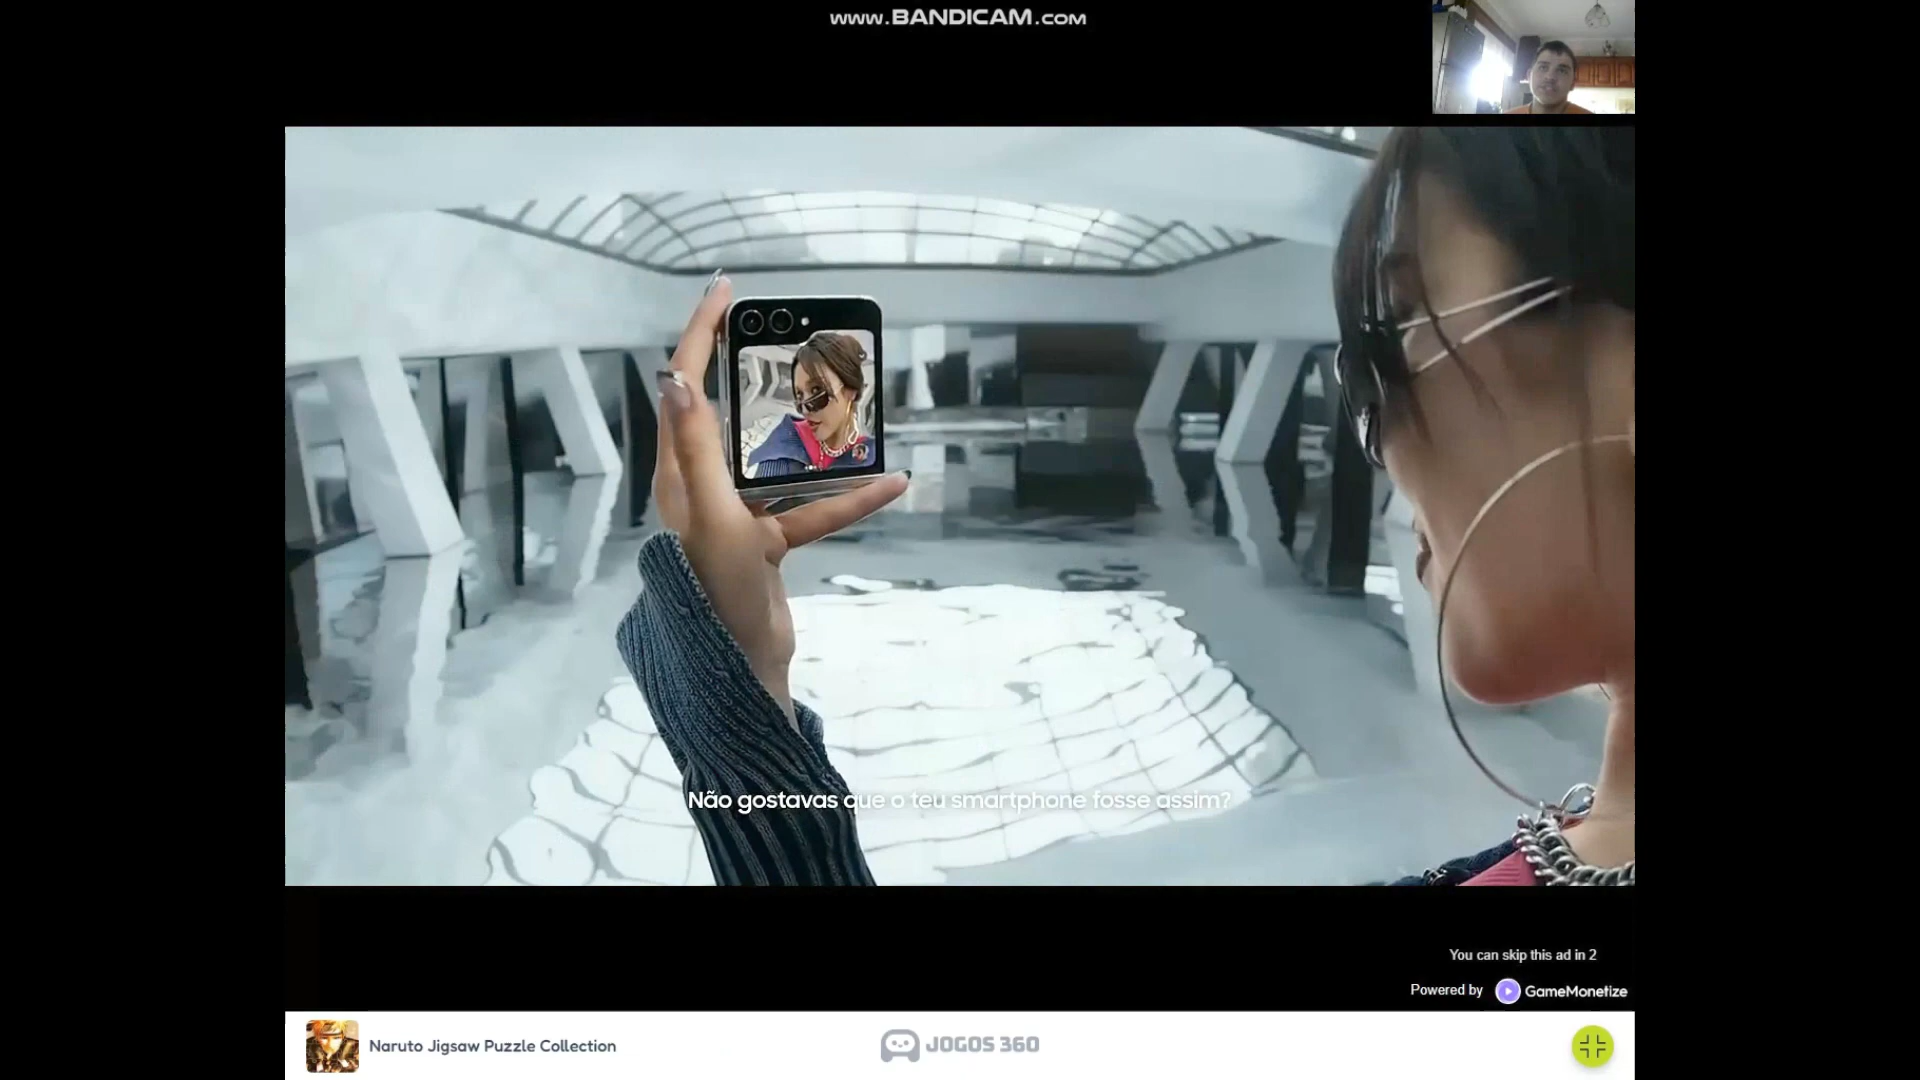 www.BANDICAM.com
Não gostavas que o teu smartphone fosse assim?
You can skip this ad in 2
Powered by GameMonetize
Naruto Jigsaw Puzzle Collection
JOGOS 360